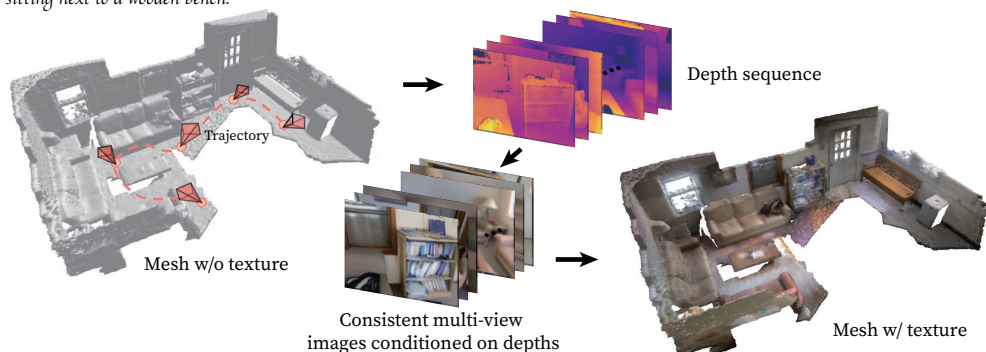 sitting next to a wooden bench.
Depth sequence
Trajectory
Mesh w/o texture
Consistent multi-view
images conditioned on depths
Mesh w/ texture